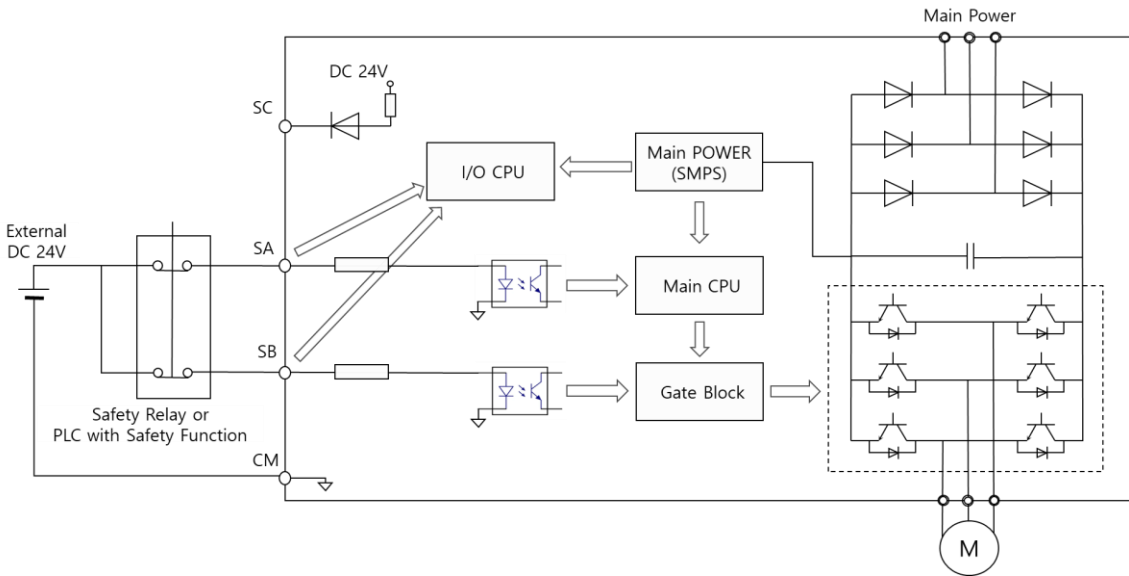 Main Power
DC 24V
SC
I/O CPU
Main POWER
(SMPS)
External
DC 24V
SA
Main CPU
SB
Gate Block
Safety Relay or
PLC with Safety Function
CM
M